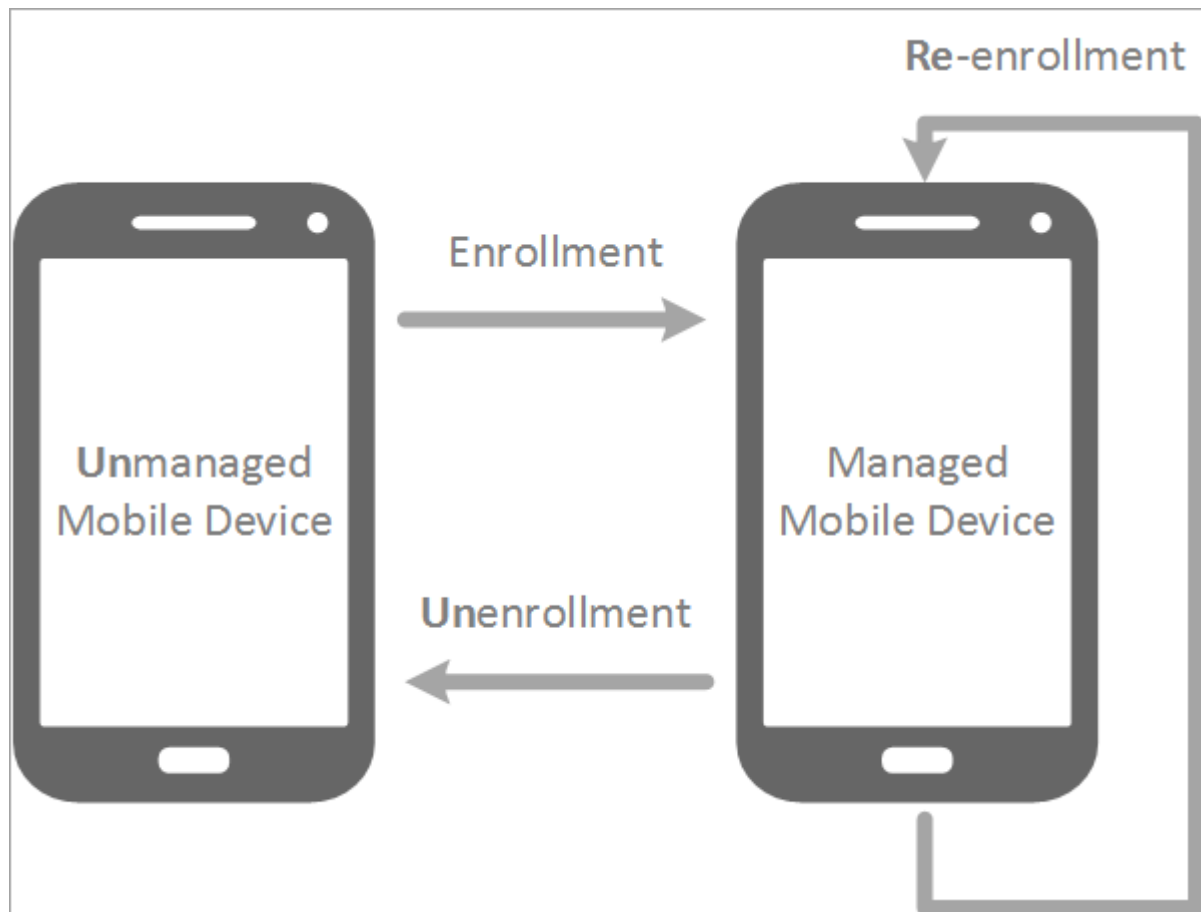 Re-enrollment
Enrollment
Unmanaged
Mobile Device
Managed
Mobile Device
Unenrollment